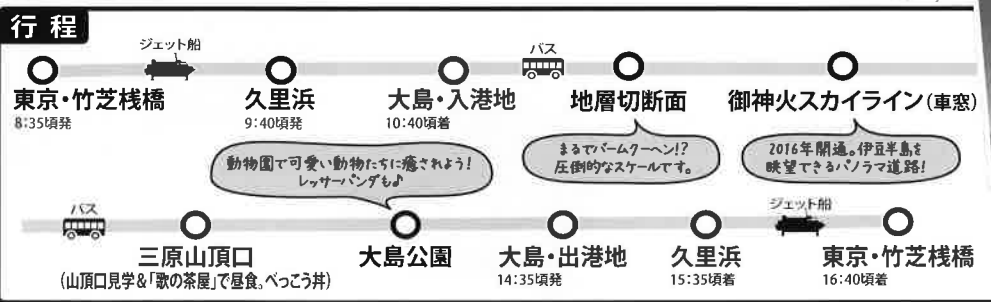 行程
ジェット船
バス
東京・竹芝桟橋
久里浜
大島・入港地
地層切断面
御神火スカイライン(車窓)
8:35頃発
9:40頃発
10:40頃着
動物園で可愛い動物たちに癒されよう!
レッサーパンダも♪
まるでバームクーヘン!?
圧倒的なスケールです。
2016年開通。伊豆半島を
眺望できるパノラマ道路!
バス
ジェット船
三原山頂口
大島公園
大島・出港地
久里浜
東京・竹芝桟橋
(山頂口見学&「歌の茶屋」で昼食。べっこう丼)
14:35頃発
15:35頃着
16:40頃着